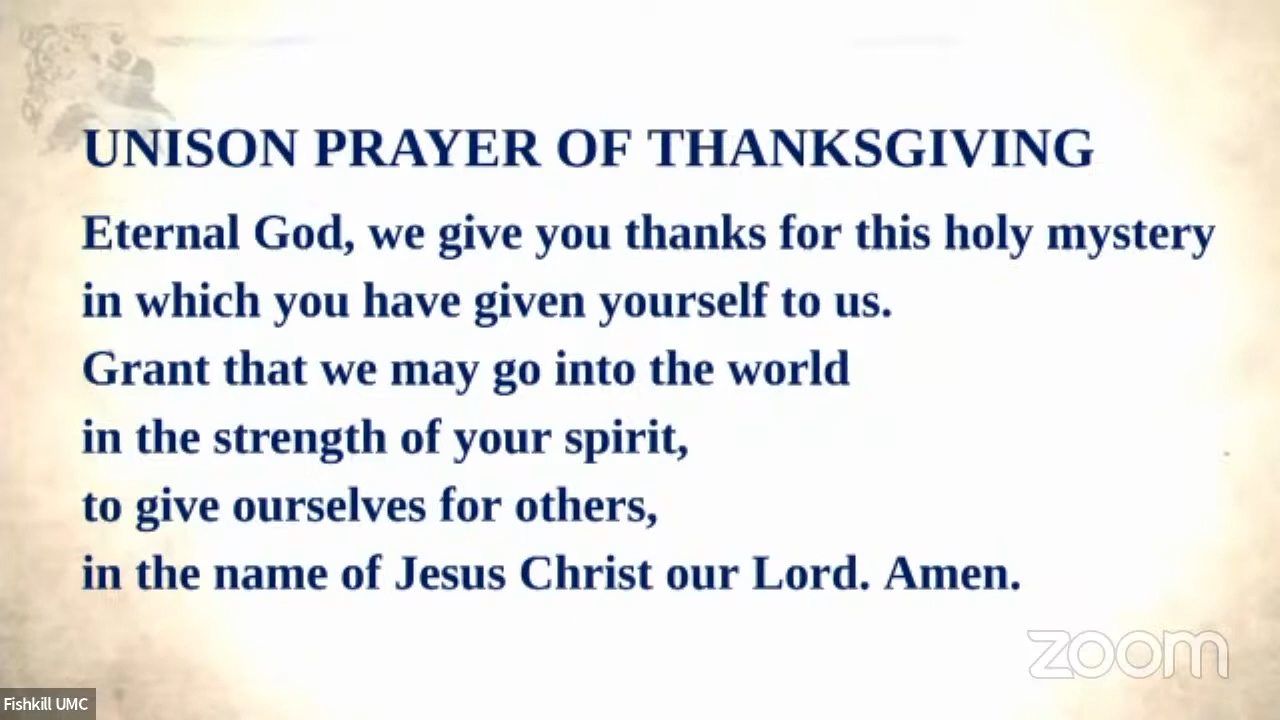 UNISON PRAYER OF THANKSGIVING
Eternal God, we give you thanks for this holy mystery
in which you have given yourself to us.
Grant that we may go into the world
in the strength of your spirit,
to give ourselves for others,
in the name of Jesus Christ our Lord. Amen.
zoom
Fishkill UMC